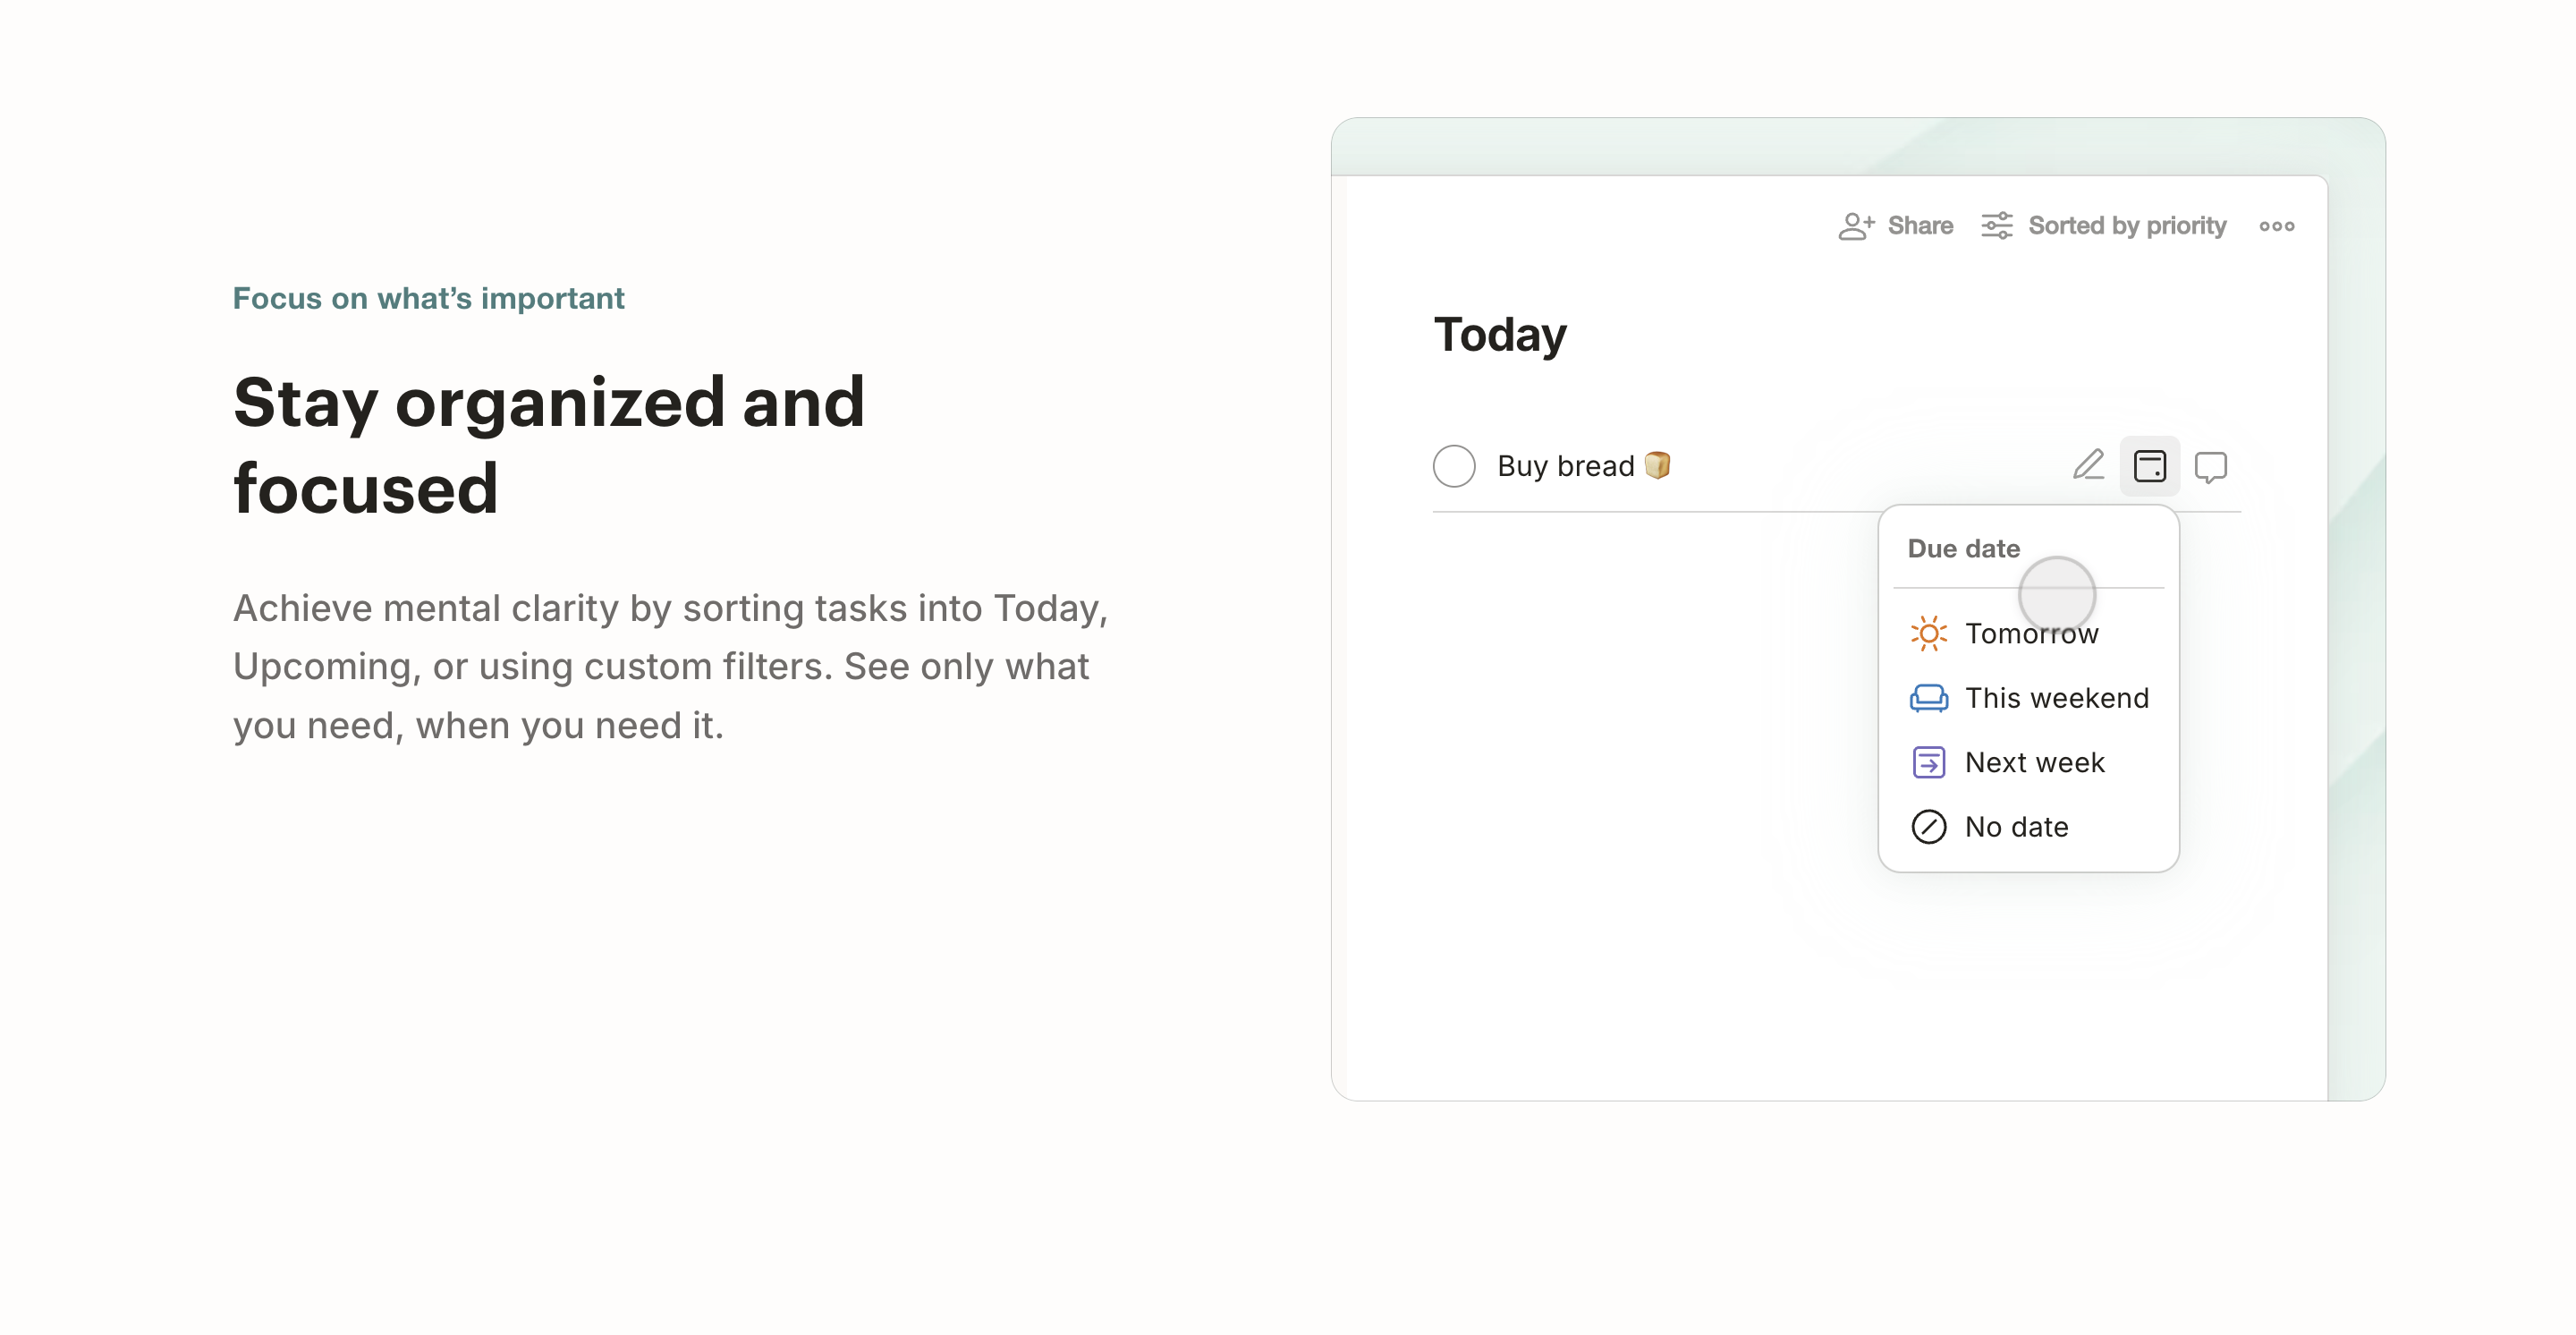 Focus on what’s important
Stay organized and
focused
Achieve mental clarity by sorting tasks into Today,
Upcoming, or using custom filters. See only what
you need, when you need it.
Share
Sorted by priority
Today
Buy bread 🍞
Due date
Tomorrow
This weekend
Next week
No date